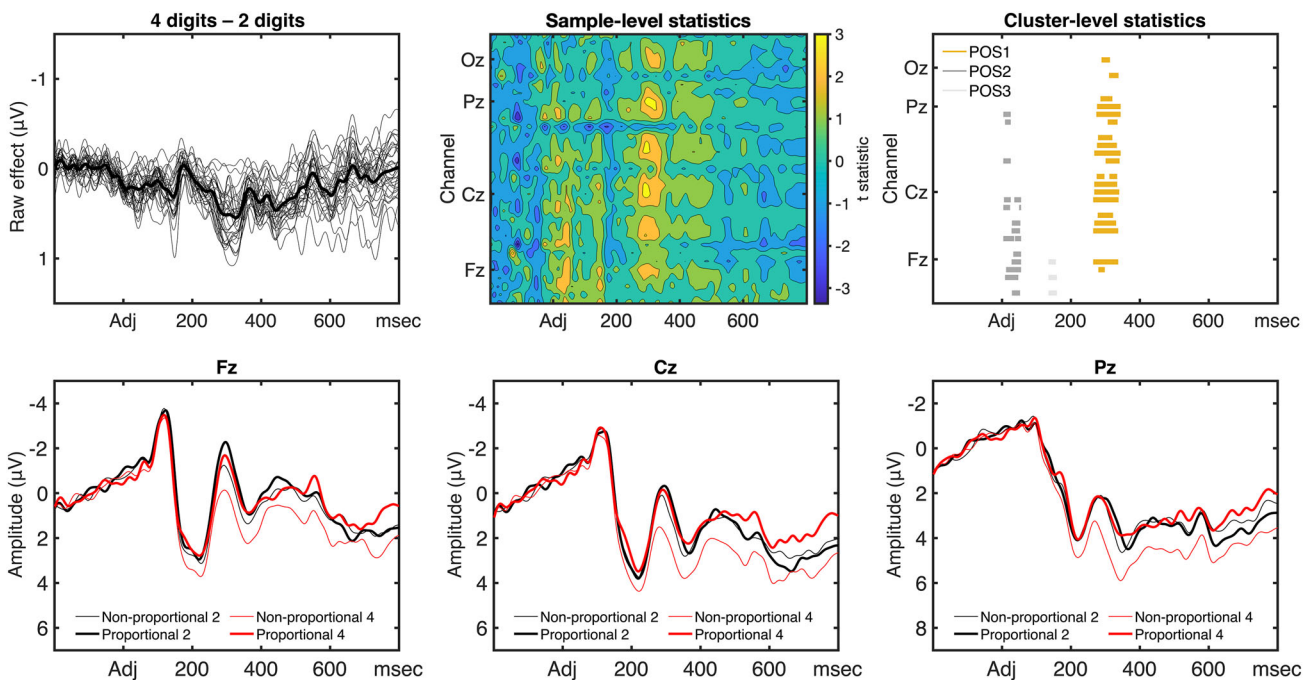 4 digits – 2 digits
Raw effect (µV)
-1
0
1
Adj 200 400 600 msec
Sample-level statistics
Channel
Oz
Pz
Cz
Fz
Adj 200 400 600
3
2
1
0
-1
-2
-3
t statistic
Cluster-level statistics
Channel
Oz
Pz
Cz
Fz
POS1
POS2
POS3
Adj 200 400 600 msec
Fz
Amplitude (µV)
-4
-2
0
2
4
6
Non-proportional 2 Non-proportional 4
Proportional 2 Proportional 4
Adj 200 400 600 msec
Cz
Amplitude (µV)
-4
-2
0
2
4
6
Non-proportional 2 Non-proportional 4
Proportional 2 Proportional 4
Adj 200 400 600 msec
Pz
Amplitude (µV)
-2
0
2
4
6
8
Non-proportional 2 Non-proportional 4
Proportional 2 Proportional 4
Adj 200 400 600 msec